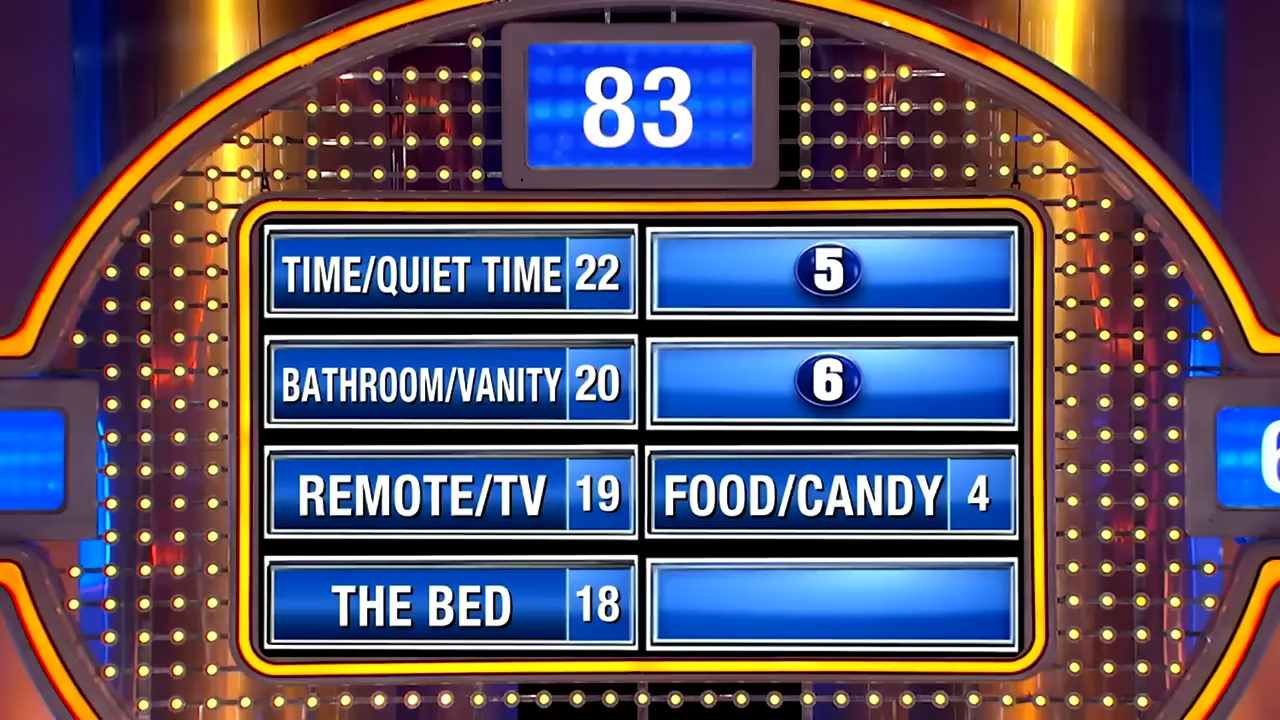 83
TIME/QUIET TIME 22
5
BATHROOM/VANITY 20
6
REMOTE/TV 19
FOOD/CANDY 4
THE BED 18
6